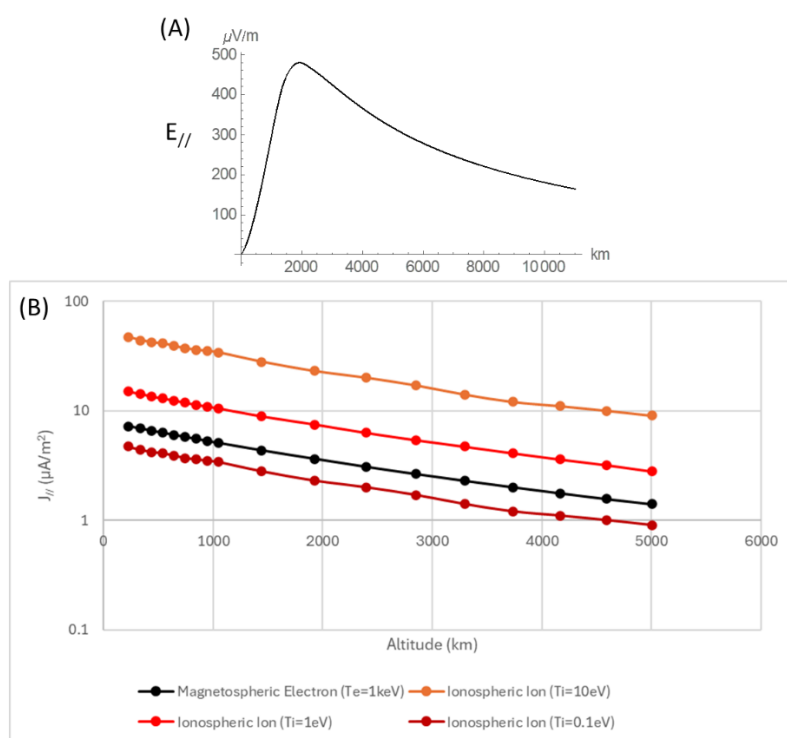 (A)
μV/m
500
400
300
200
100
E//
2000 4000 6000 8000 10000 km
(B)
100
10
1
0.1
J// (μA/m²)
0 1000 2000 3000 4000 5000 6000
Altitude (km)
Magnetospheric Electron (Te=1keV) Ionospheric Ion (Ti=10eV)
Ionospheric Ion (Ti=1eV) Ionospheric Ion (Ti=0.1eV)